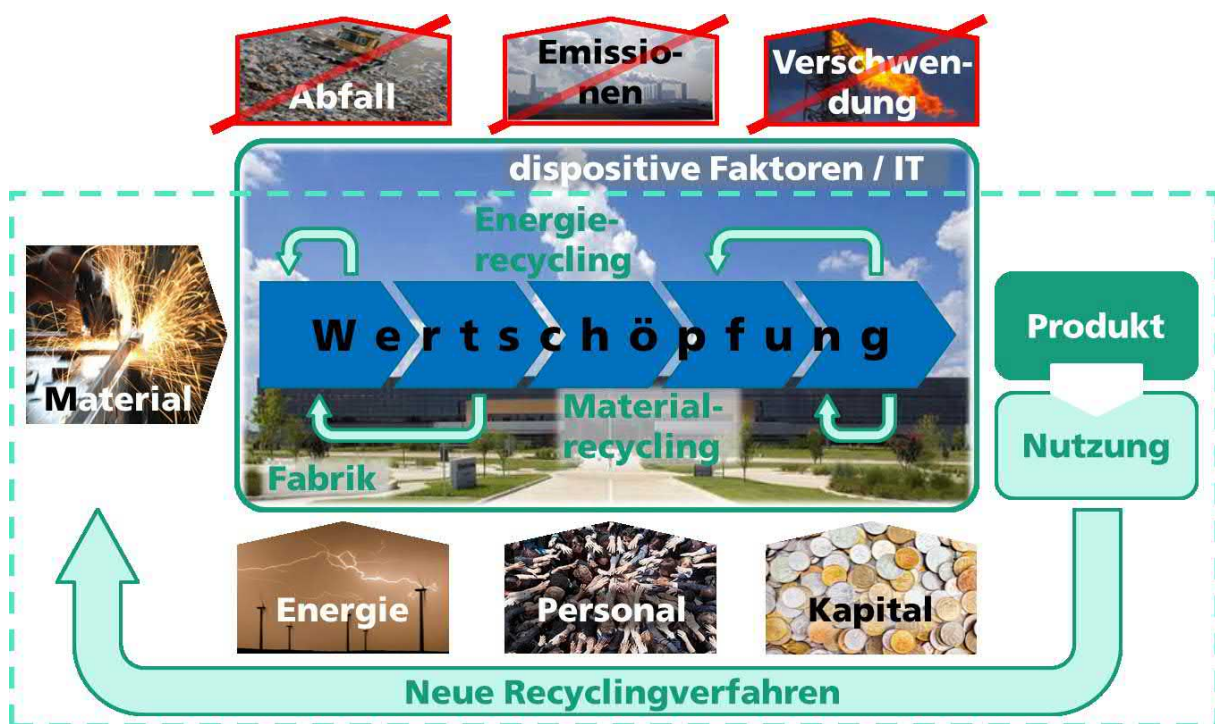 Abfall
Emissio-
nen
Verschwen-
dung
dispositive Faktoren / IT
Energie-
recycling
Material
Wertschöpfung
Produkt
Nutzung
Material-
recycling
Fabrik
Energie
Personal
Kapital
Neue Recyclingverfahren